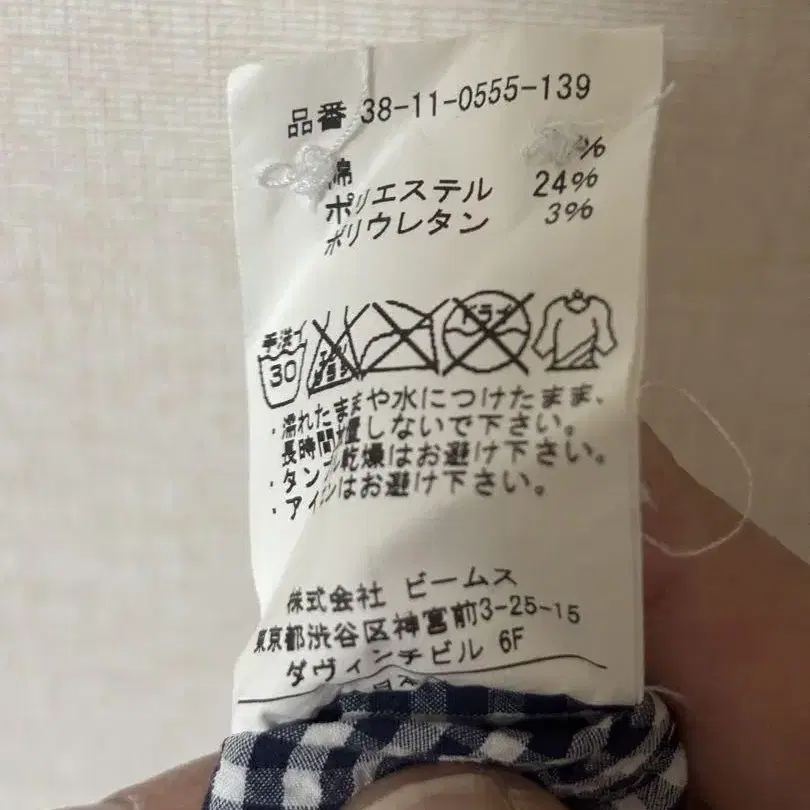 品番 38-11-0555-139
綿 %
ポリエステル 24%
ポリウレタン 3%
手洗イ
30
ドライ
・濡れたままや水につけたまま、
長時間放置しないで下さい。
・タンブル乾燥はお避け下さい。
・アイロンはお避け下さい。
株式会社 ビームス
東京都渋谷区神宮前3-25-15
ダヴィンチビル 6F